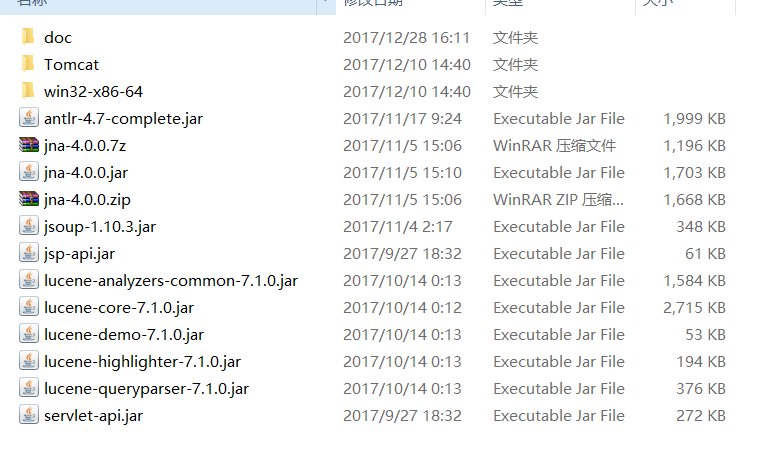 名称 修改日期 类型 大小
doc 2017/12/28 16:11 文件夹
Tomcat 2017/12/10 14:40 文件夹
win32-x86-64 2017/12/10 14:40 文件夹
antlr-4.7-complete.jar 2017/11/17 9:24 Executable Jar File 1,999 KB
jna-4.0.0.7z 2017/11/5 15:06 WinRAR 压缩文件 1,196 KB
jna-4.0.0.jar 2017/11/5 15:10 Executable Jar File 1,703 KB
jna-4.0.0.zip 2017/11/5 15:06 WinRAR ZIP 压缩... 1,668 KB
jsoup-1.10.3.jar 2017/11/4 2:17 Executable Jar File 348 KB
jsp-api.jar 2017/9/27 18:32 Executable Jar File 61 KB
lucene-analyzers-common-7.1.0.jar 2017/10/14 0:13 Executable Jar File 1,584 KB
lucene-core-7.1.0.jar 2017/10/14 0:12 Executable Jar File 2,715 KB
lucene-demo-7.1.0.jar 2017/10/14 0:13 Executable Jar File 53 KB
lucene-highlighter-7.1.0.jar 2017/10/14 0:13 Executable Jar File 194 KB
lucene-queryparser-7.1.0.jar 2017/10/14 0:13 Executable Jar File 376 KB
servlet-api.jar 2017/9/27 18:32 Executable Jar File 272 KB